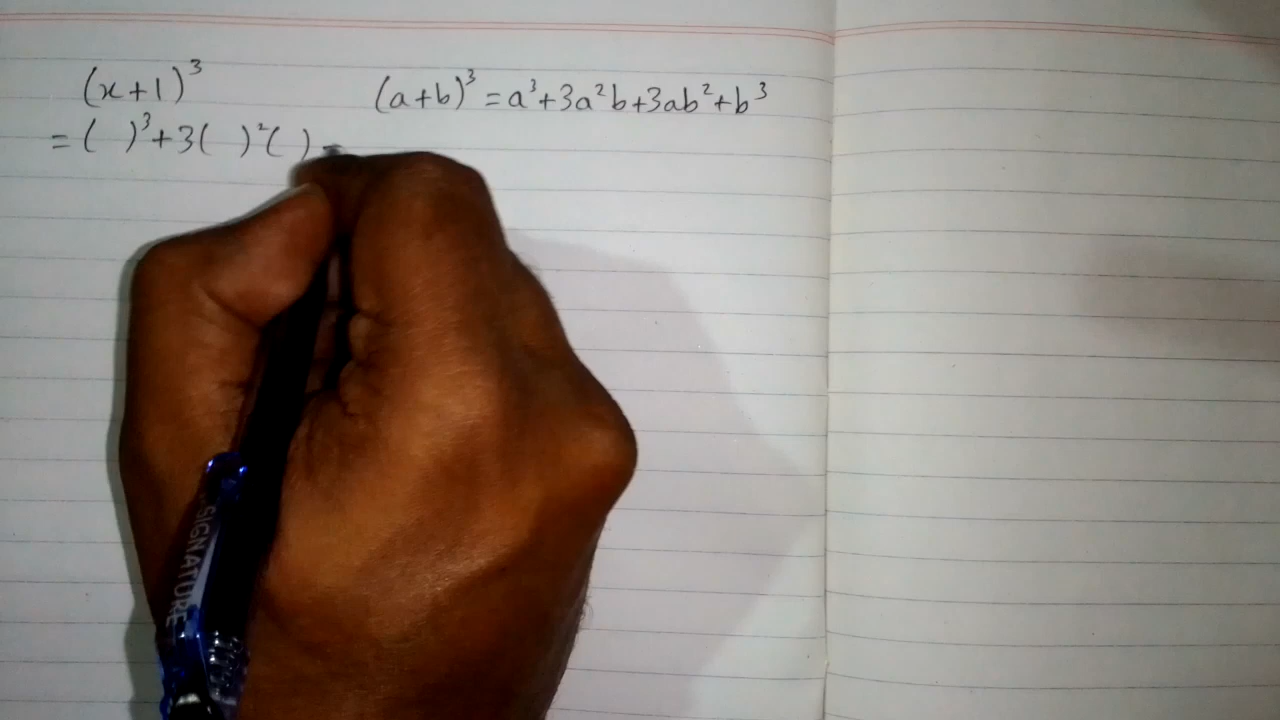 (x+1)³ (a+b)³ = a³+3a²b+3ab²+b³
= ( )³+3( )²( )
SIGNATURE